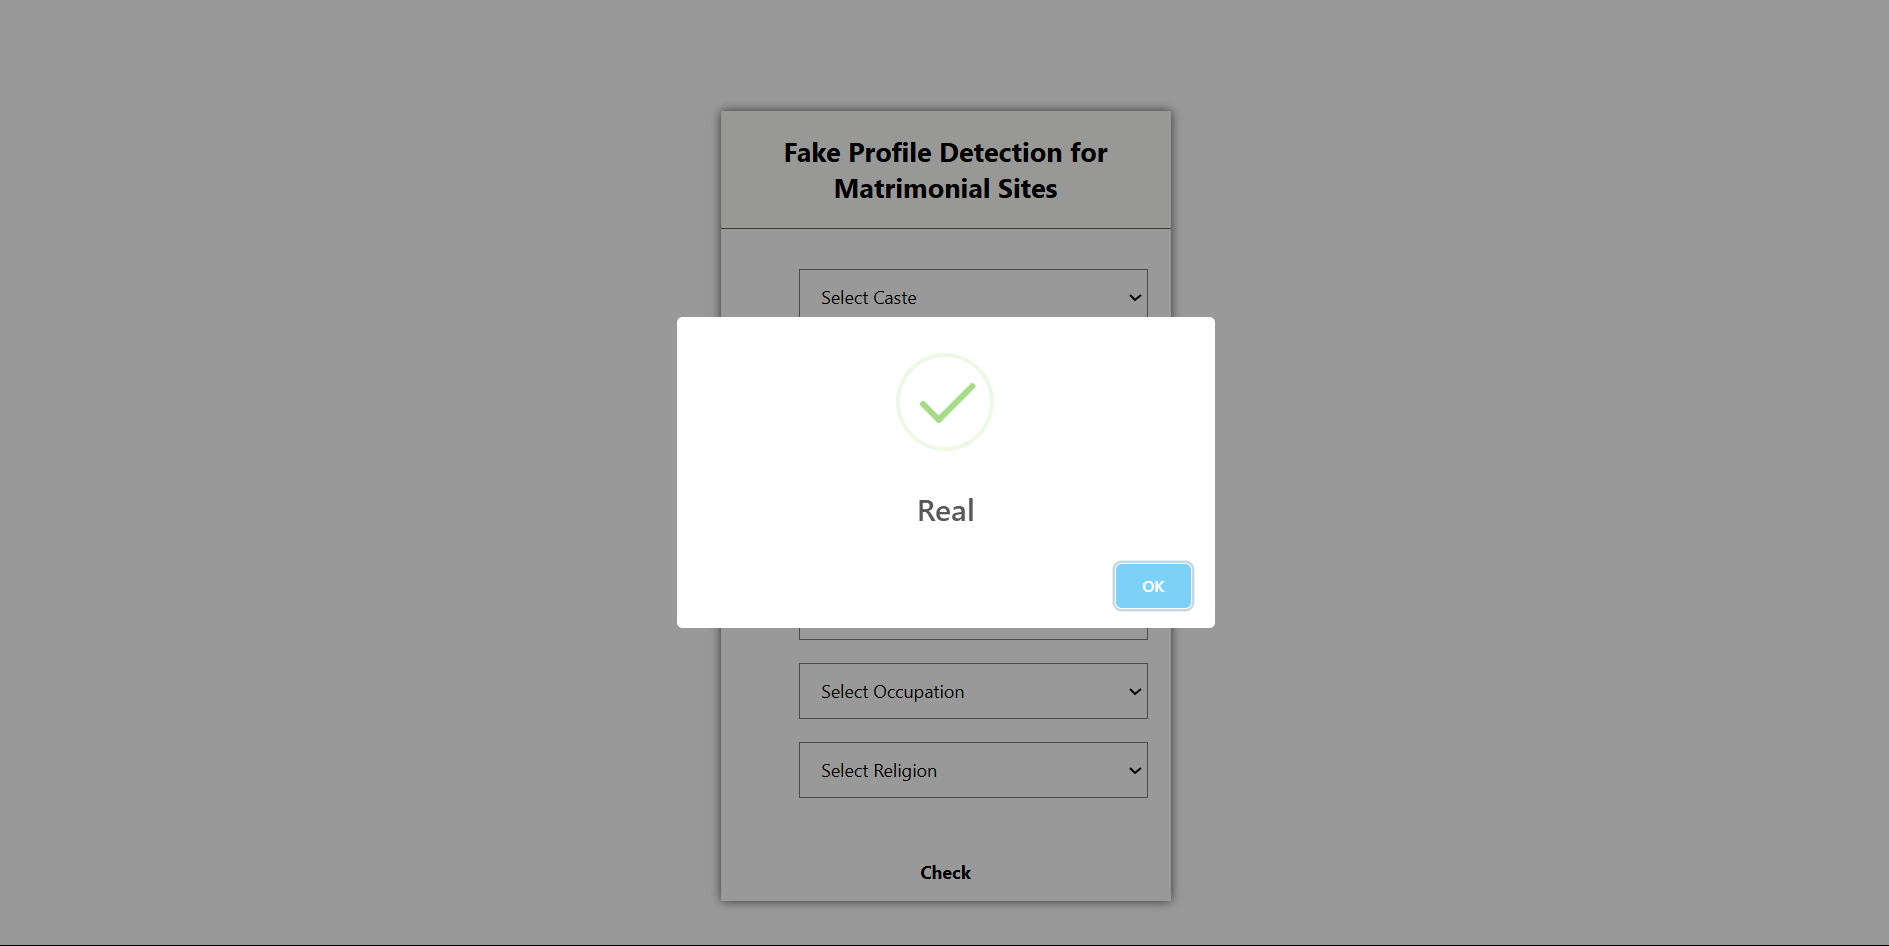 Fake Profile Detection for
Matrimonial Sites
Select Caste
Real
OK
Select Occupation
Select Religion
Check